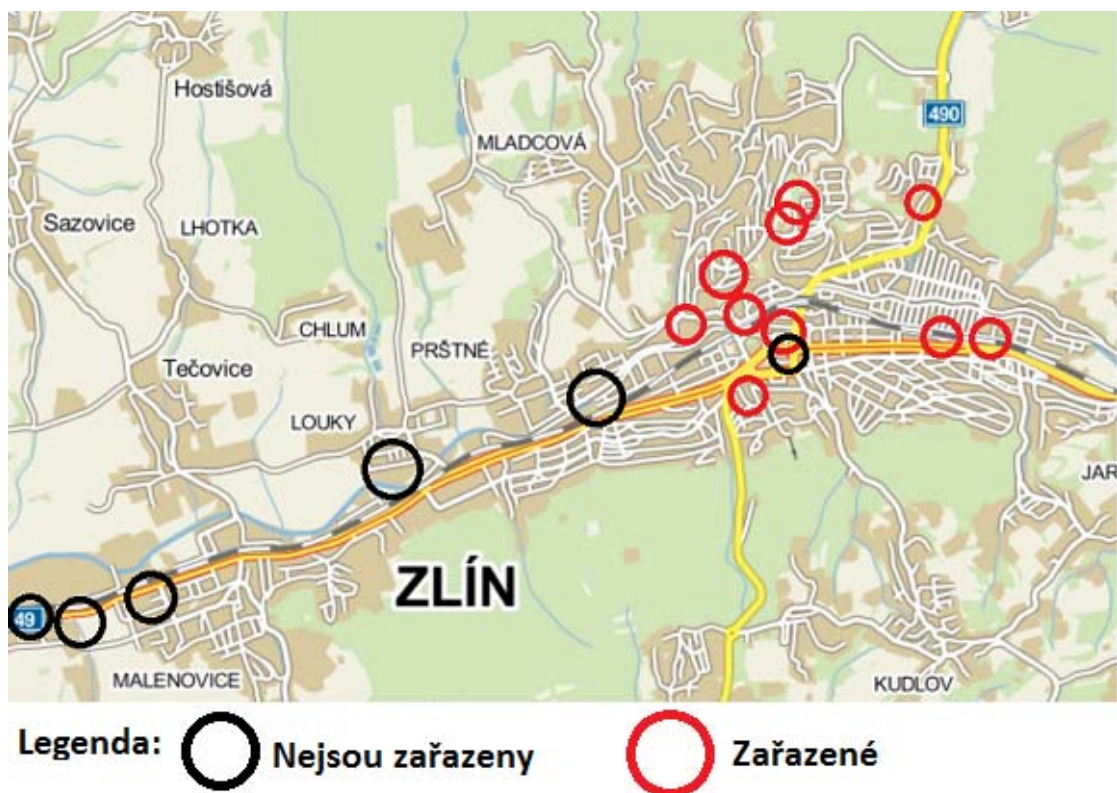 Hostišová
490
MLADCOVÁ
Sazovice
LHOTKA
CHLUM
PRŠTNÉ
Tečovice
LOUKY
JAR
ZLÍN
49
MALENOVICE
KUDLOV
Legenda: Nejsou zařazeny Zařazené